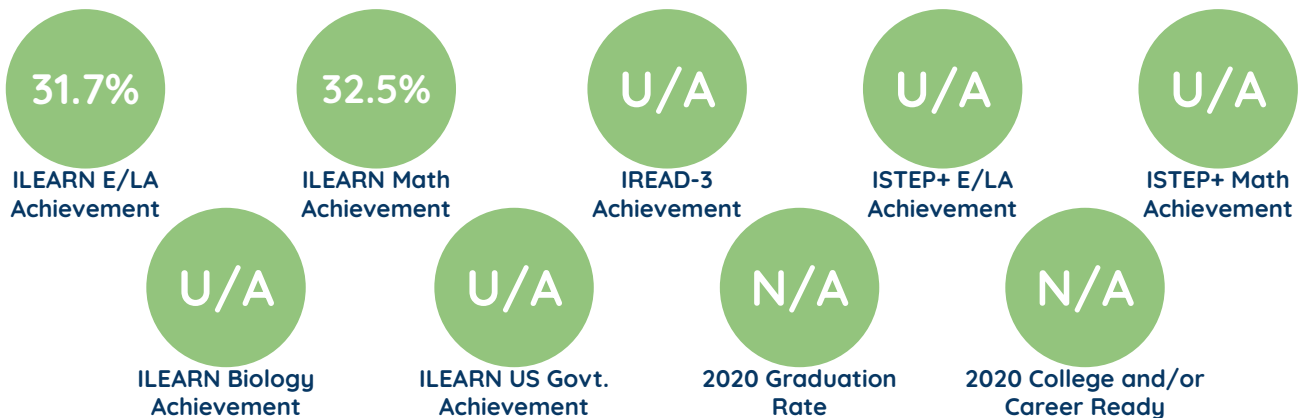 31.7%
32.5%
U/A
U/A
U/A
ILEARN E/LA
Achievement
ILEARN Math
Achievement
IREAD-3
Achievement
ISTEP+ E/LA
Achievement
ISTEP+ Math
Achievement
U/A
U/A
N/A
N/A
ILEARN Biology
Achievement
ILEARN US Govt.
Achievement
2020 Graduation
Rate
2020 College and/or
Career Ready